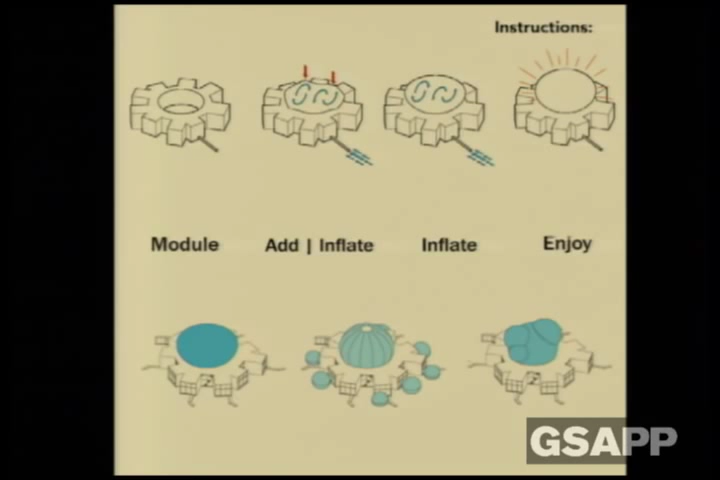 Instructions:
Module
Add | Inflate
Inflate
Enjoy
GSAPP